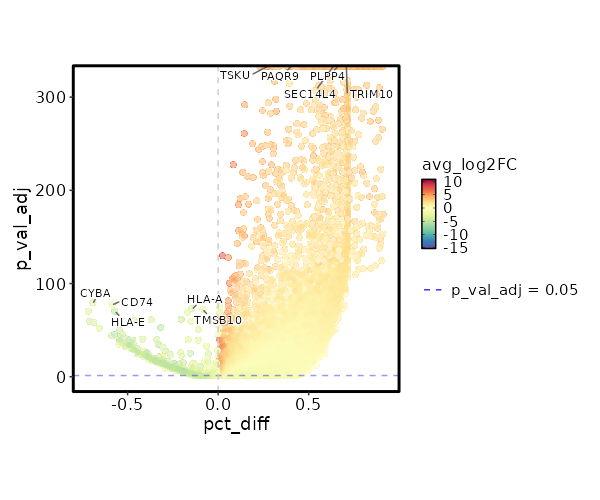 TSKU
PAQR9
PLPP4
SEC14L4
TRIM10
300
200
100
0
p_val_adj
CYBA
CD74
HLA-E
HLA-A
TMSB10
-0.5
0.0
0.5
pct_diff
avg_log2FC
10
5
0
-5
-10
-15
p_val_adj = 0.05